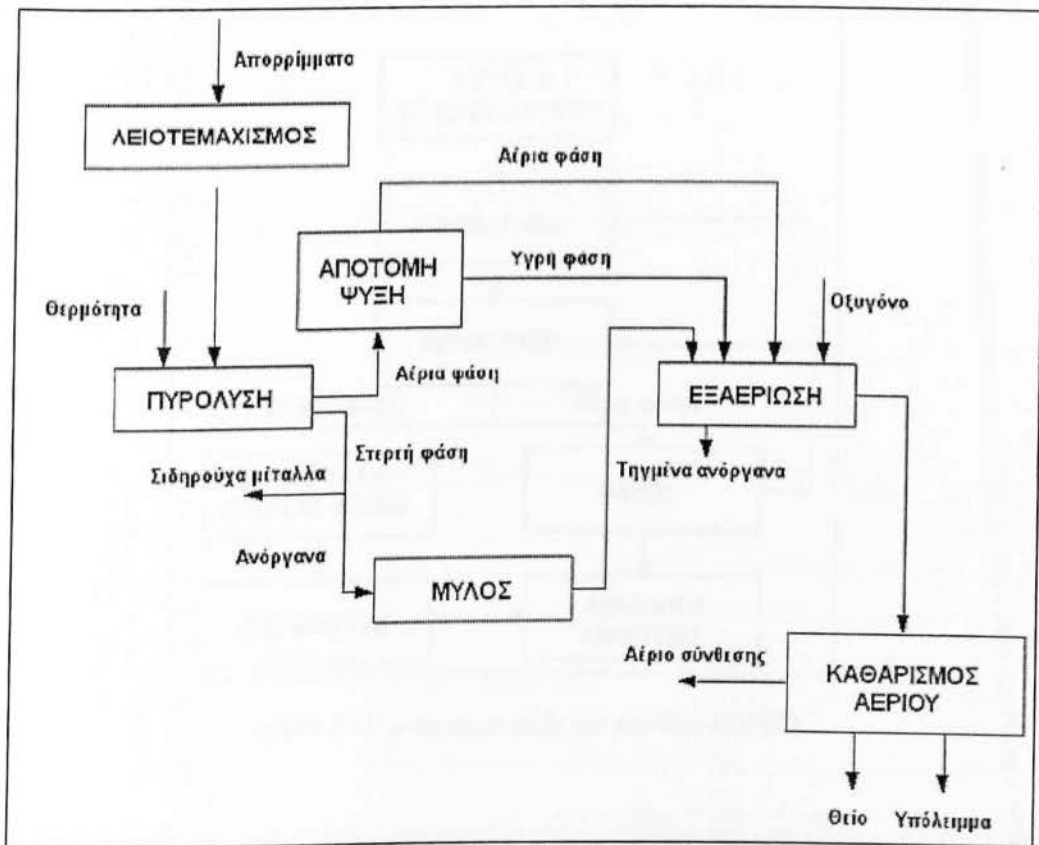 Απορρίμματα
ΛΕΙΟΤΕΜΑΧΙΣΜΟΣ
Αέρια φάση
ΑΠΟΤΟΜΗ
ΨΥΞΗ
Υγρή φάση
Θερμότητα
Οξυγόνο
Αέρια φάση
ΠΥΡΟΛΥΣΗ
ΕΞΑΕΡΙΩΣΗ
Στερεή φάση
Σιδηρούχα μέταλλα
Τηγμένα ανόργανα
Ανόργανα
ΜΥΛΟΣ
Αέριο σύνθεσης
ΚΑΘΑΡΙΣΜΟΣ
ΑΕΡΙΟΥ
Θείο
Υπόλειμμα